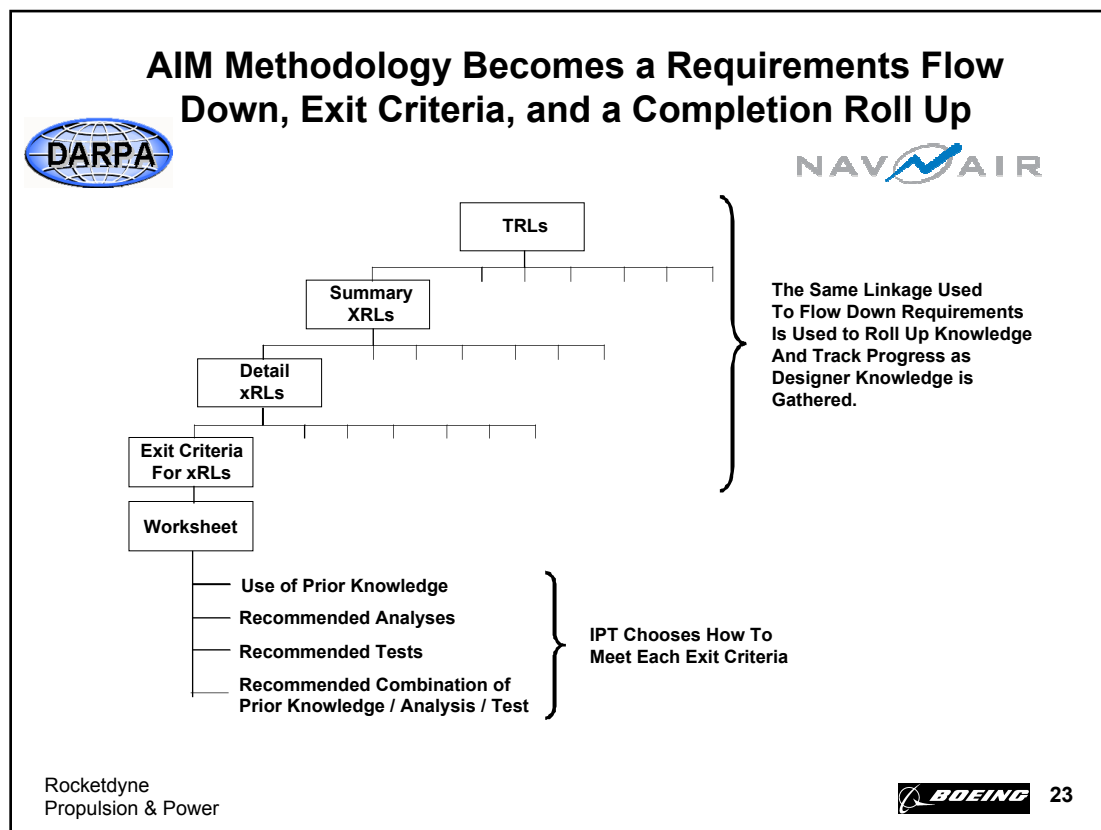 AIM Methodology Becomes a Requirements Flow
Down, Exit Criteria, and a Completion Roll Up
DARPA
NAVAIR
TRLs
Summary
XRLs
Detail
xRLs
Exit Criteria
For xRLs
Worksheet
The Same Linkage Used
To Flow Down Requirements
Is Used to Roll Up Knowledge
And Track Progress as
Designer Knowledge is
Gathered.
Use of Prior Knowledge
Recommended Analyses
Recommended Tests
Recommended Combination of
Prior Knowledge / Analysis / Test
IPT Chooses How To
Meet Each Exit Criteria
Rocketdyne
Propulsion & Power
BOEING
23